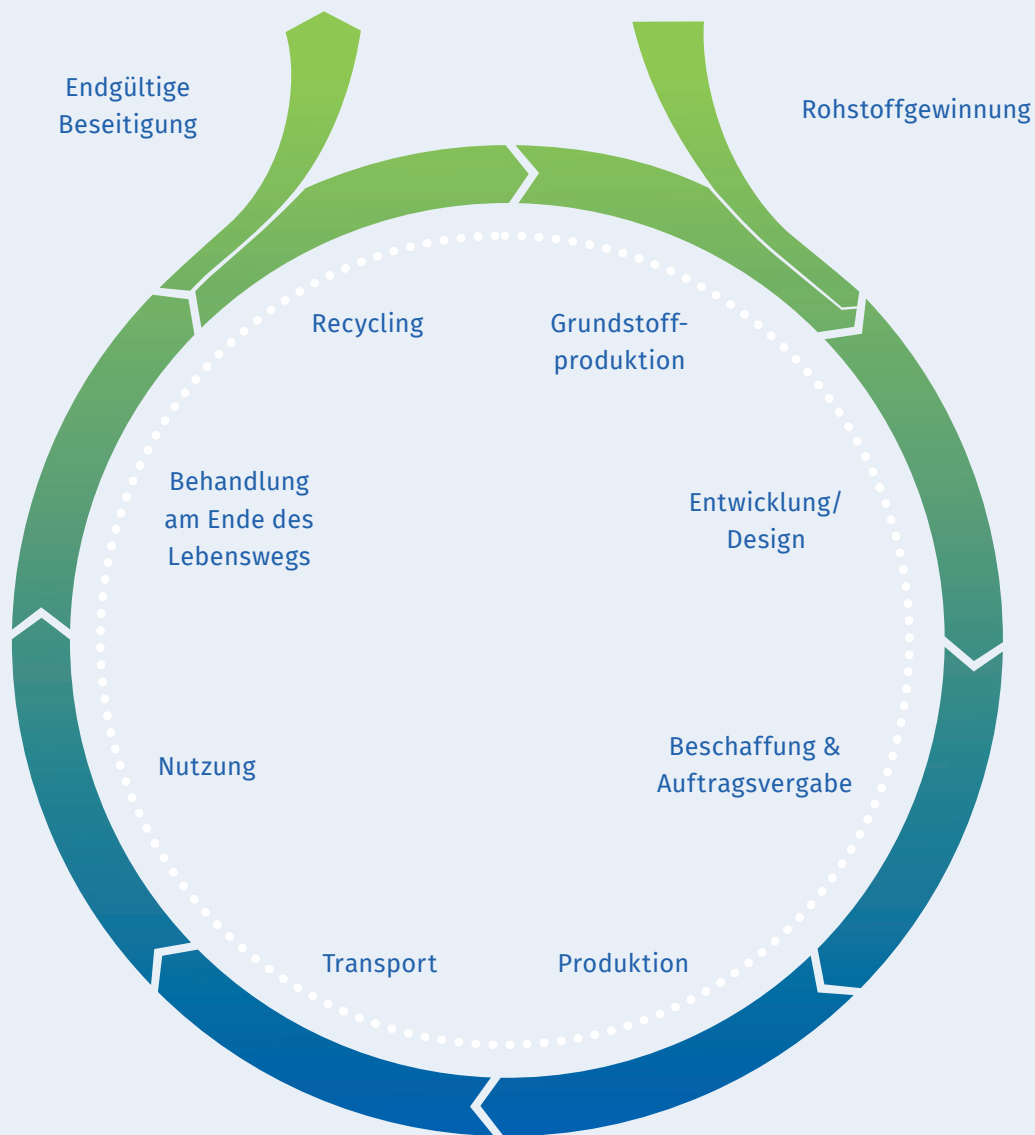 Endgültige
Beseitigung
Rohstoffgewinnung
Recycling
Grundstoff-
produktion
Behandlung
am Ende des
Lebenswegs
Entwicklung/
Design
Nutzung
Beschaffung &
Auftragsvergabe
Transport
Produktion